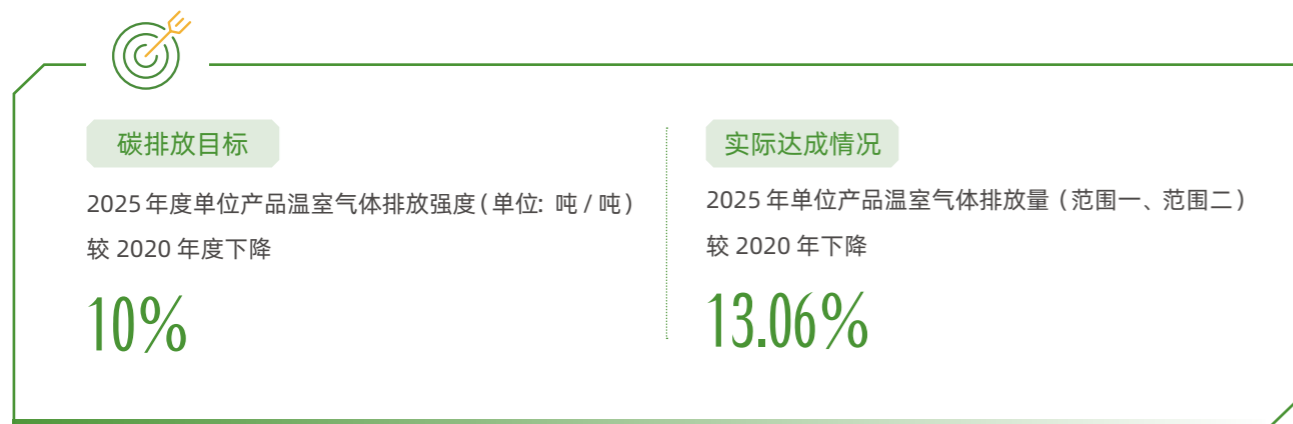 碳排放目标
2025 年度单位产品温室气体排放强度（单位: 吨 / 吨）
较 2020 年度下降
10%
实际达成情况
2025 年单位产品温室气体排放量（范围一、范围二）
较 2020 年下降
13.06%